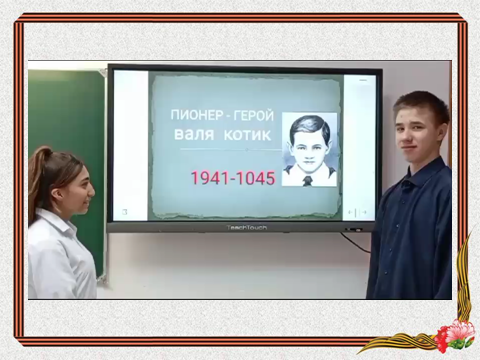 ПИОНЕР - ГЕРОЙ
ВАЛЯ КОТИК
1941-1045
TeachTouch